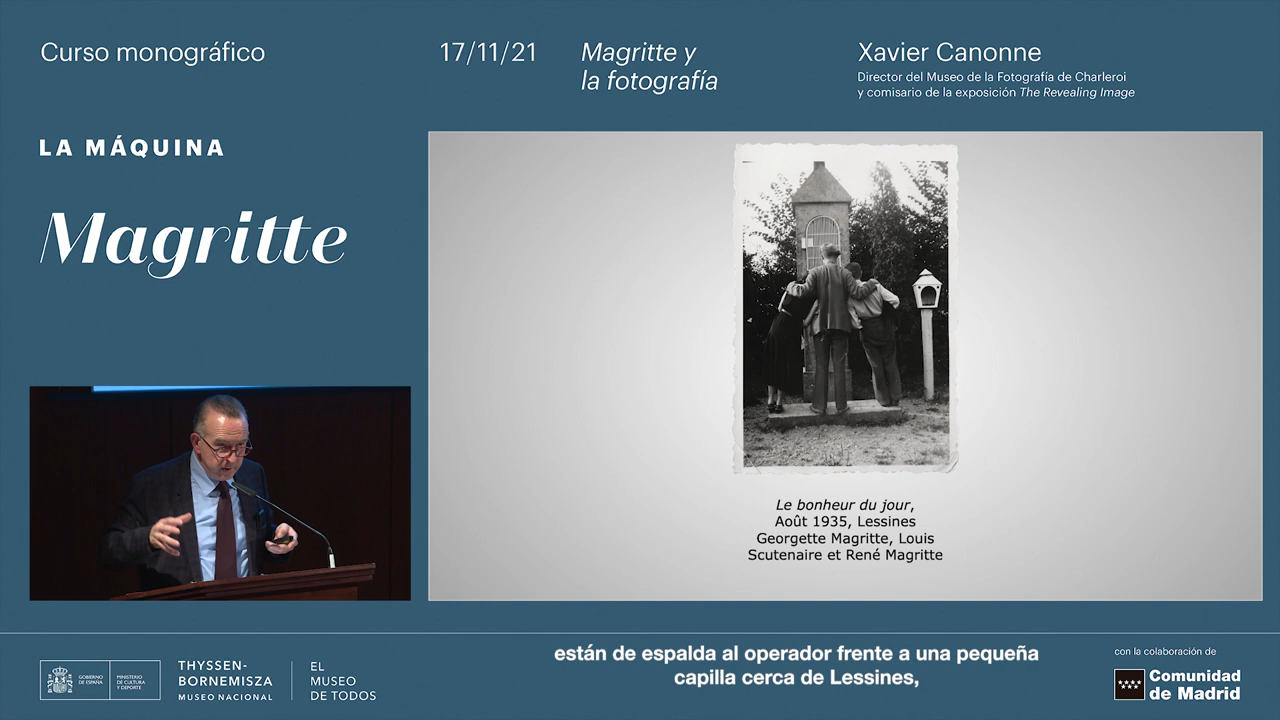 Curso monográfico
17/11/21
Magritte y
la fotografía
Xavier Canonne
Director del Museo de la Fotografía de Charleroi
y comisario de la exposición The Revealing Image
LA MÁQUINA
Magritte
Le bonheur du jour,
Août 1935, Lessines
Georgette Magritte, Louis
Scutenaire et René Magritte
están de espalda al operador frente a una pequeña
capilla cerca de Lessines,
GOBIERNO
DE ESPAÑA
MINISTERIO
DE CULTURA
Y DEPORTE
THYSSEN-
BORNEMISZA
MUSEO NACIONAL
EL
MUSEO
DE TODOS
con la colaboración de
Comunidad
de Madrid